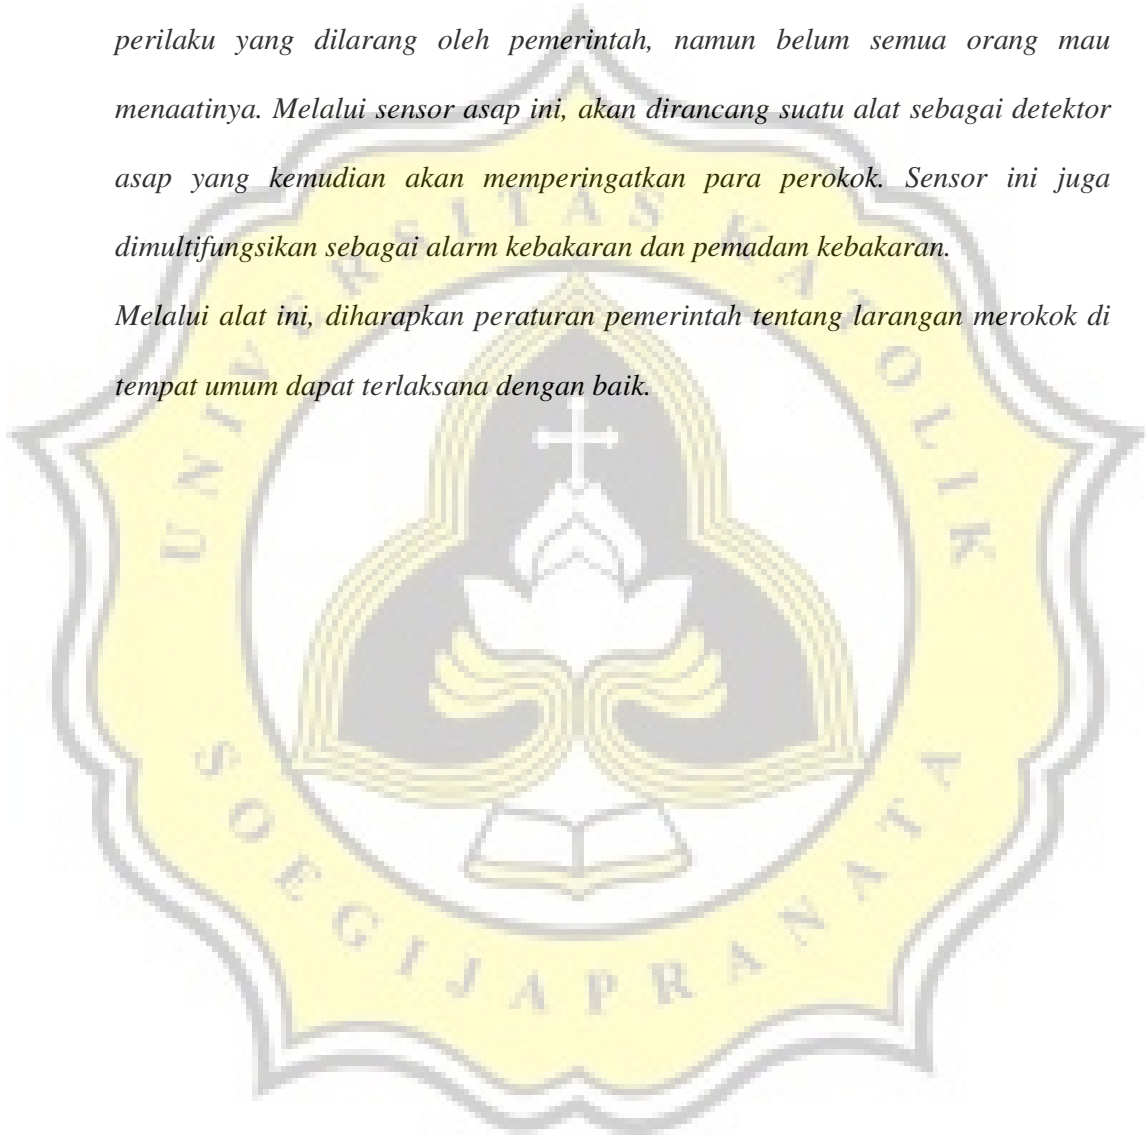 perilaku yang dilarang oleh pemerintah, namun belum semua orang mau
menaatinya. Melalui sensor asap ini, akan dirancang suatu alat sebagai detektor
asap yang kemudian akan memperingatkan para perokok. Sensor ini juga
dimultifungsikan sebagai alarm kebakaran dan pemadam kebakaran.
Melalui alat ini, diharapkan peraturan pemerintah tentang larangan merokok di
tempat umum dapat terlaksana dengan baik.
UNIVERSITAS KATOLIK
SOEGIJAPRANATA